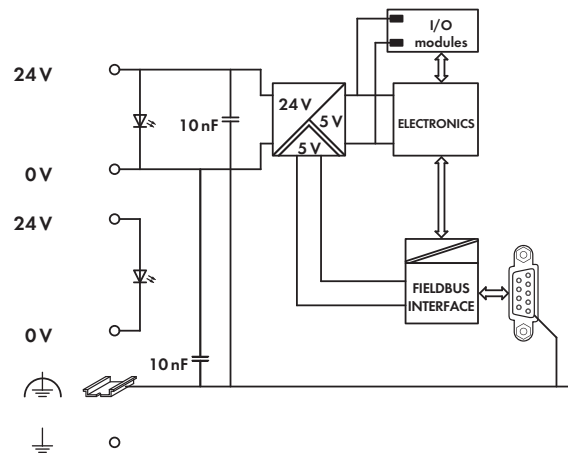 I/O
modules
24 V
10 nF
24 V
5 V
5 V
ELECTRONICS
0 V
24 V
FIELDBUS
INTERFACE
0 V
10 nF